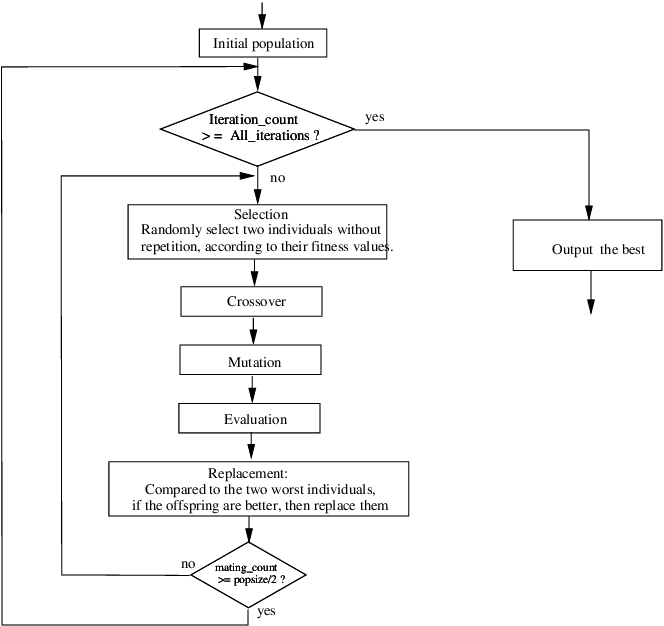 Initial population
Iteration_count
> = All_iterations ?
yes
no
Selection
Randomly select two individuals without
repetition, according to their fitness values.
Output the best
Crossover
Mutation
Evaluation
Replacement:
Compared to the two worst individuals,
if the offspring are better, then replace them
no
mating_count
>= popsize/2 ?
yes